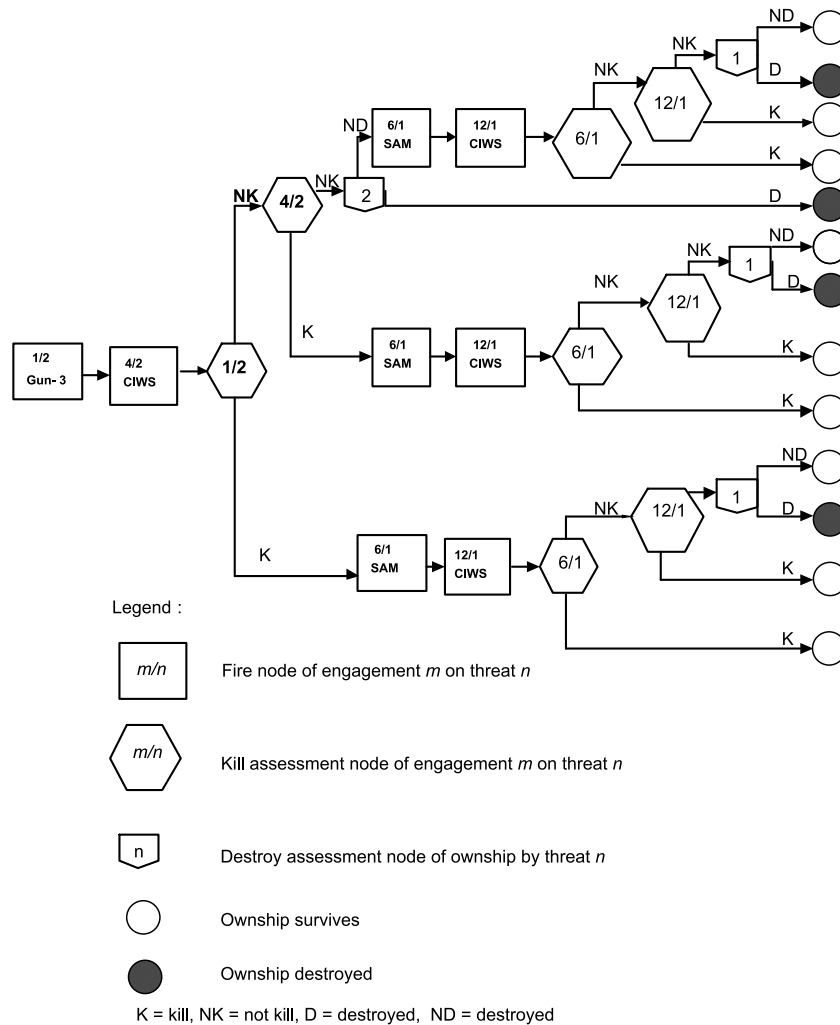 ND
NK
1
NK
D
12/1
ND
6/1
SAM
12/1
CIWS
6/1
K
K
NK
4/2
NK
2
D
ND
NK
1
D
NK
12/1
K
6/1
SAM
12/1
CIWS
6/1
K
K
1/2
Gun- 3
4/2
CIWS
1/2
ND
1
D
NK
12/1
K
6/1
SAM
12/1
CIWS
6/1
K
K
Legend :
m/n
Fire node of engagement m on threat n
m/n
Kill assessment node of engagement m on threat n
n
Destroy assessment node of ownship by threat n
Ownship survives
Ownship destroyed
K = kill, NK = not kill, D = destroyed, ND = destroyed